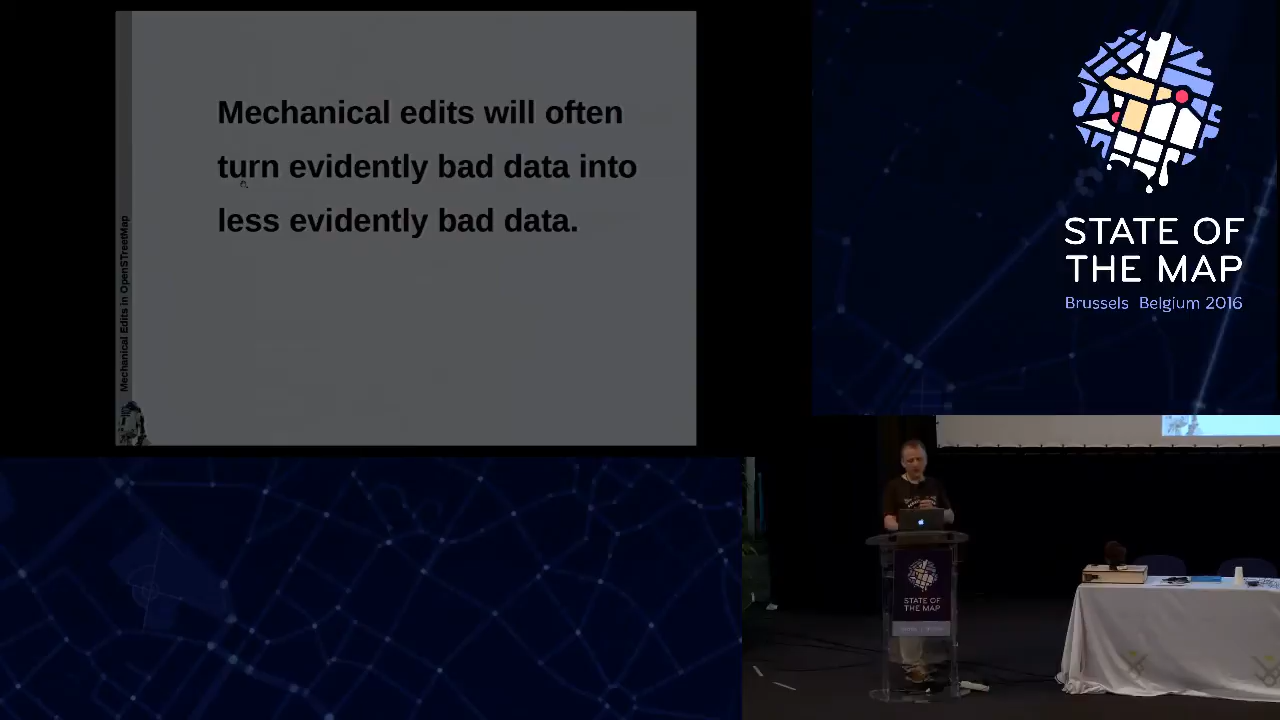 Mechanical edits will often
turn evidently bad data into
less evidently bad data.
Mechanical Edits in OpenSTreetMap
STATE OF
THE MAP
Brussels Belgium 2016
STATE OF
THE MAP